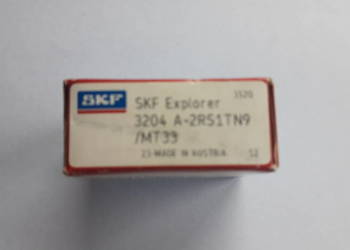 SKF
SKF Explorer
3204 A-2RS1TN9
/MT33
MADE IN AUSTRIA